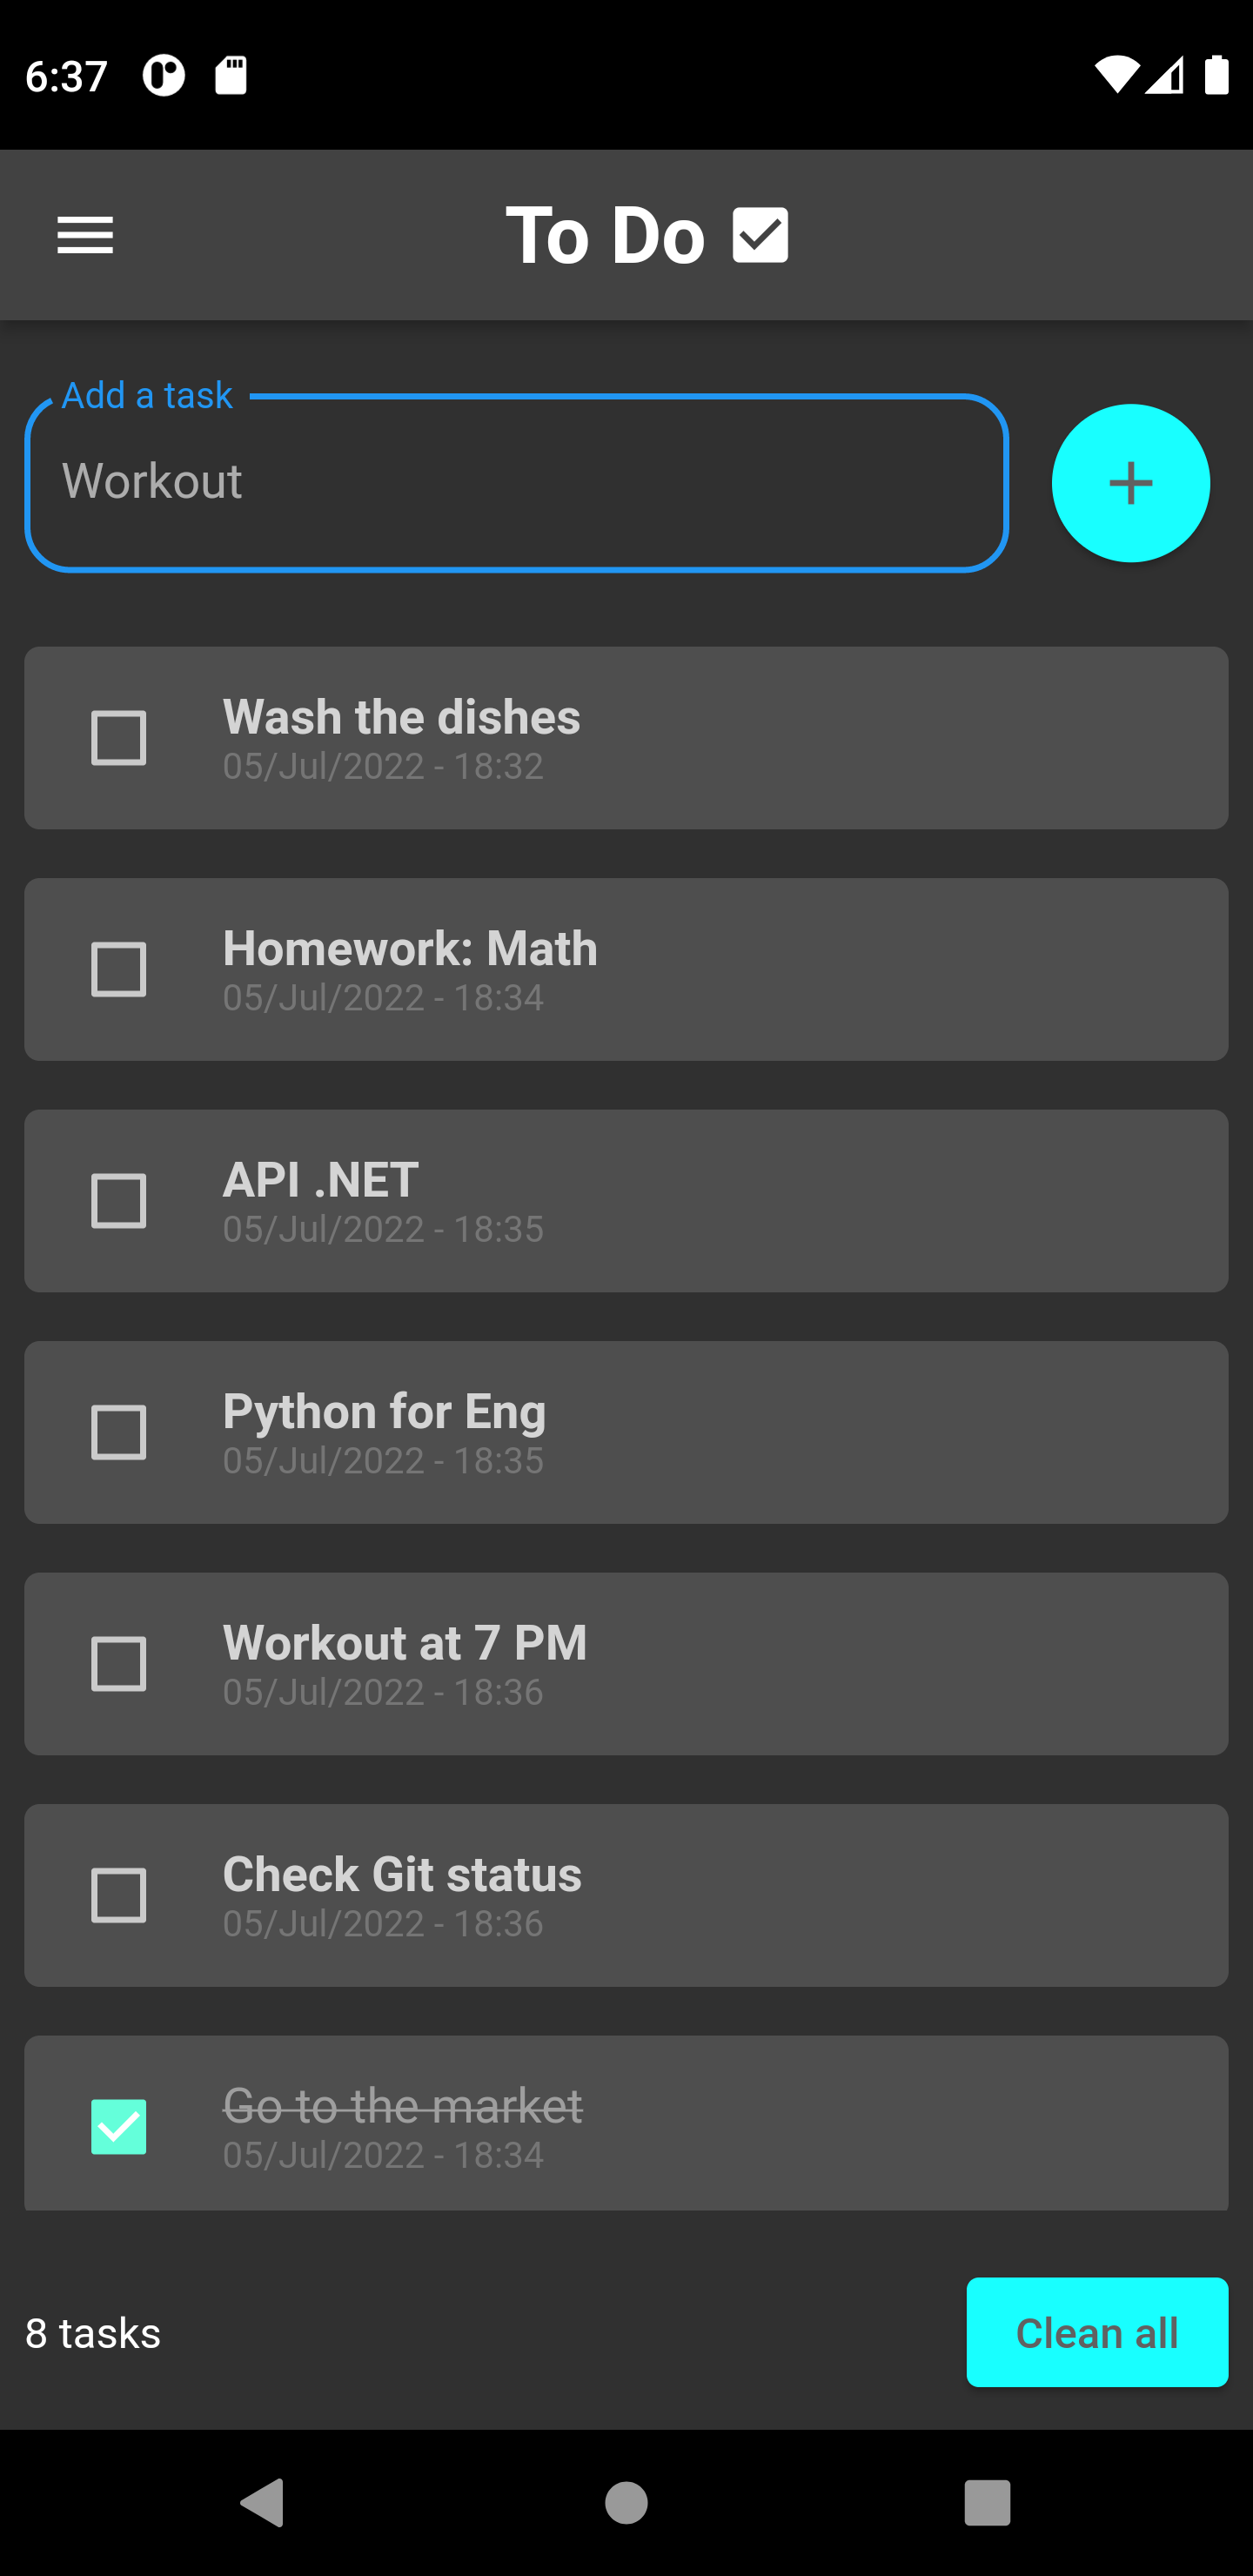 6:37
To Do
Add a task
Workout
Wash the dishes
05/Jul/2022 - 18:32
Homework: Math
05/Jul/2022 - 18:34
API .NET
05/Jul/2022 - 18:35
Python for Eng
05/Jul/2022 - 18:35
Workout at 7 PM
05/Jul/2022 - 18:36
Check Git status
05/Jul/2022 - 18:36
Go to the market
05/Jul/2022 - 18:34
8 tasks
Clean all